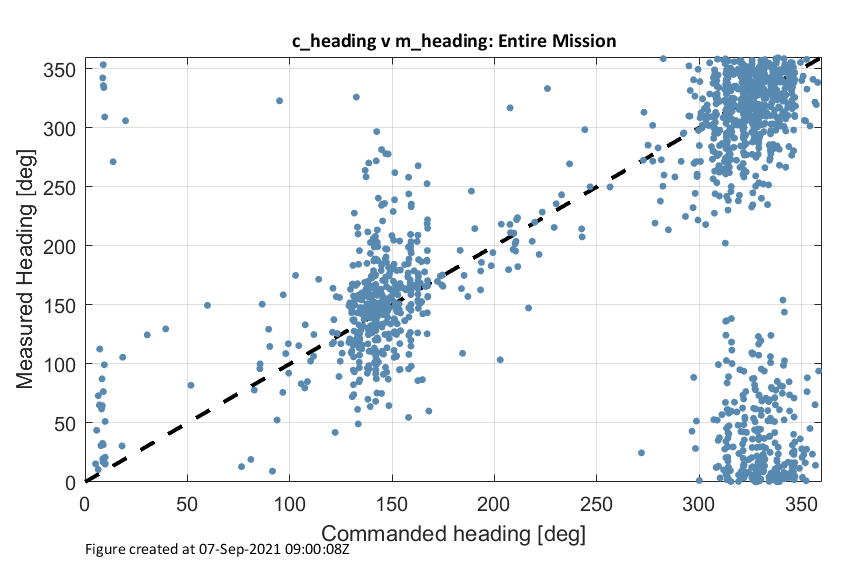 c_heading v m_heading: Entire Mission
Measured Heading [deg]
350
300
250
200
150
100
50
0
0 50 100 150 200 250 300 350
Commanded heading [deg]
Figure created at 07-Sep-2021 09:00:08Z